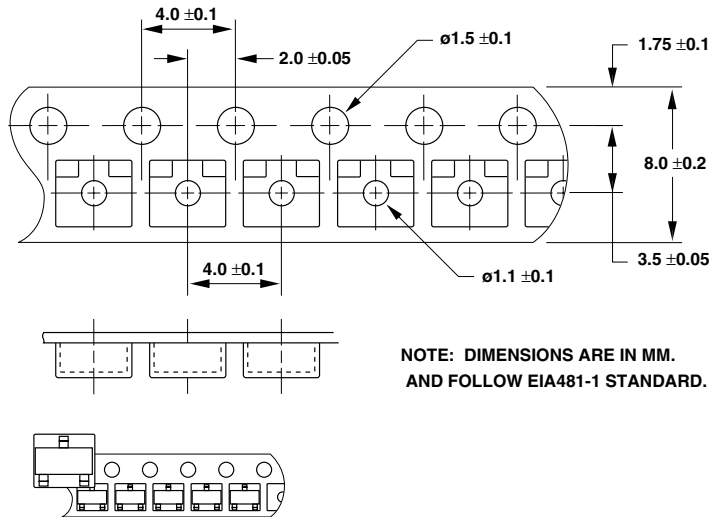 4.0 ±0.1
2.0 ±0.05
ø1.5 ±0.1
1.75 ±0.1
8.0 ±0.2
3.5 ±0.05
4.0 ±0.1
ø1.1 ±0.1
NOTE: DIMENSIONS ARE IN MM.
AND FOLLOW EIA481-1 STANDARD.